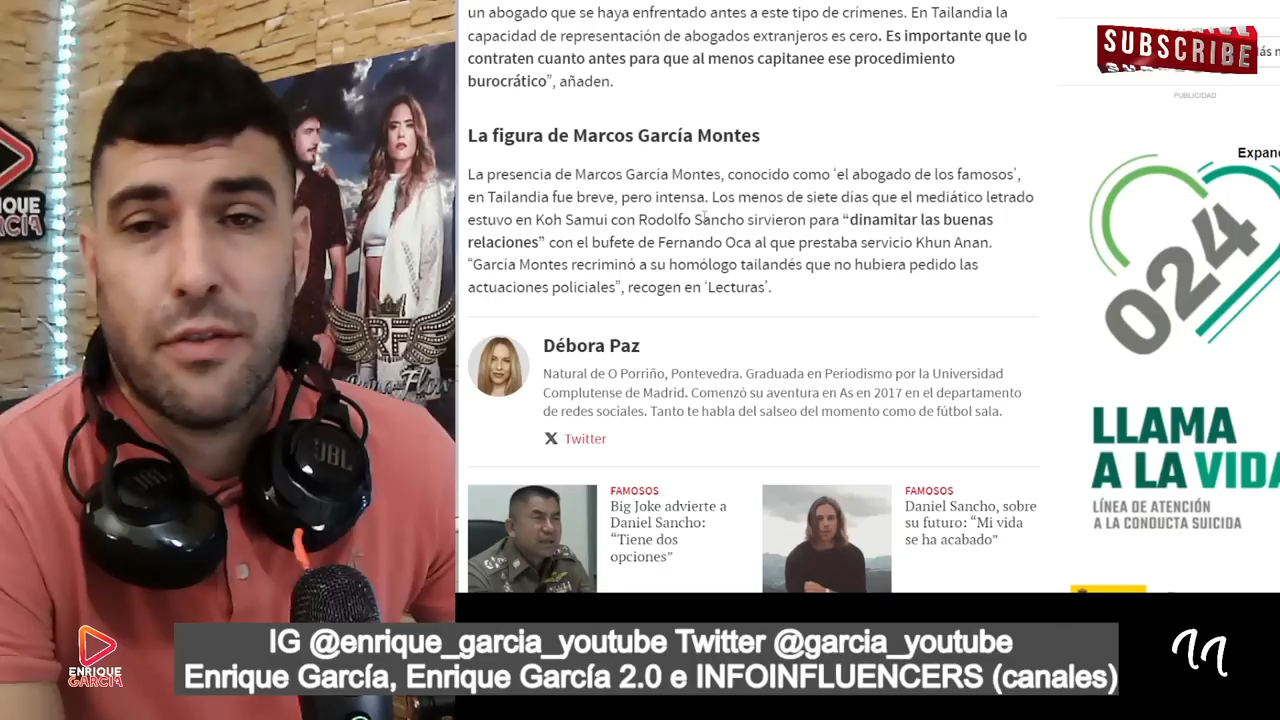 un abogado que se haya enfrentado antes a este tipo de crímenes. En Tailandia la
capacidad de representación de abogados extranjeros es cero. Es importante que lo
contraten cuanto antes para que al menos capitanee ese procedimiento
burocrático”, añaden.
La figura de Marcos García Montes
La presencia de Marcos García Montes, conocido como ‘el abogado de los famosos’,
en Tailandia fue breve, pero intensa. Los menos de siete días que el mediático letrado
estuvo en Koh Samui con Rodolfo Sancho sirvieron para “dinamitar las buenas
relaciones” con el bufete de Fernando Oca al que prestaba servicio Khun Anan.
“García Montes recriminó a su homólogo tailandés que no hubiera pedido las
actuaciones policiales”, recogen en ‘Lecturas’.
Débora Paz
Natural de O Porriño, Pontevedra. Graduada en Periodismo por la Universidad
Complutense de Madrid. Comenzó su aventura en As en 2017 en el departamento
de redes sociales. Tanto te habla del salseo del momento como de fútbol sala.
X Twitter
FAMOSOS
Big Joke advierte a
Daniel Sancho:
“Tiene dos
opciones”
FAMOSOS
Daniel Sancho, sobre
su futuro: “Mi vida
se ha acabado”
SUBSCRIBE
PUBLICIDAD
Expan
024
LLAMA
A LA VIDA
LÍNEA DE ATENCIÓN
A LA CONDUCTA SUICIDA
RF
JBL
JBL
ENRIQUE
GARCÍA
IG @enrique_garcia_youtube Twitter @garcia_youtube
Enrique García, Enrique García 2.0 e INFOINFLUENCERS (canales)